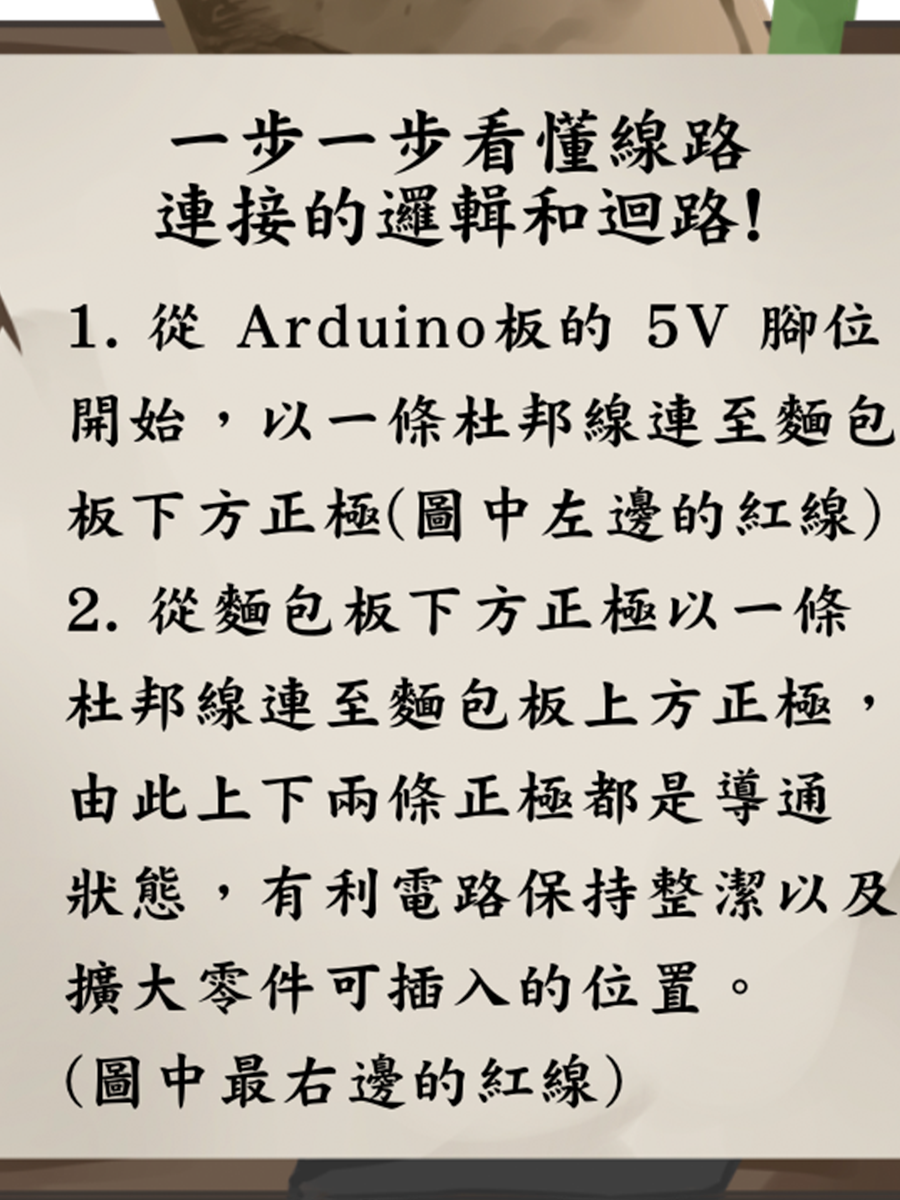 一步一步看懂線路
連接的邏輯和迴路!
1. 從 Arduino板的 5V 腳位
開始，以一條杜邦線連至麵包
板下方正極(圖中左邊的紅線)
2. 從麵包板下方正極以一條
杜邦線連至麵包板上方正極，
由此上下兩條正極都是導通
狀態，有利電路保持整潔以及
擴大零件可插入的位置。
(圖中最右邊的紅線)